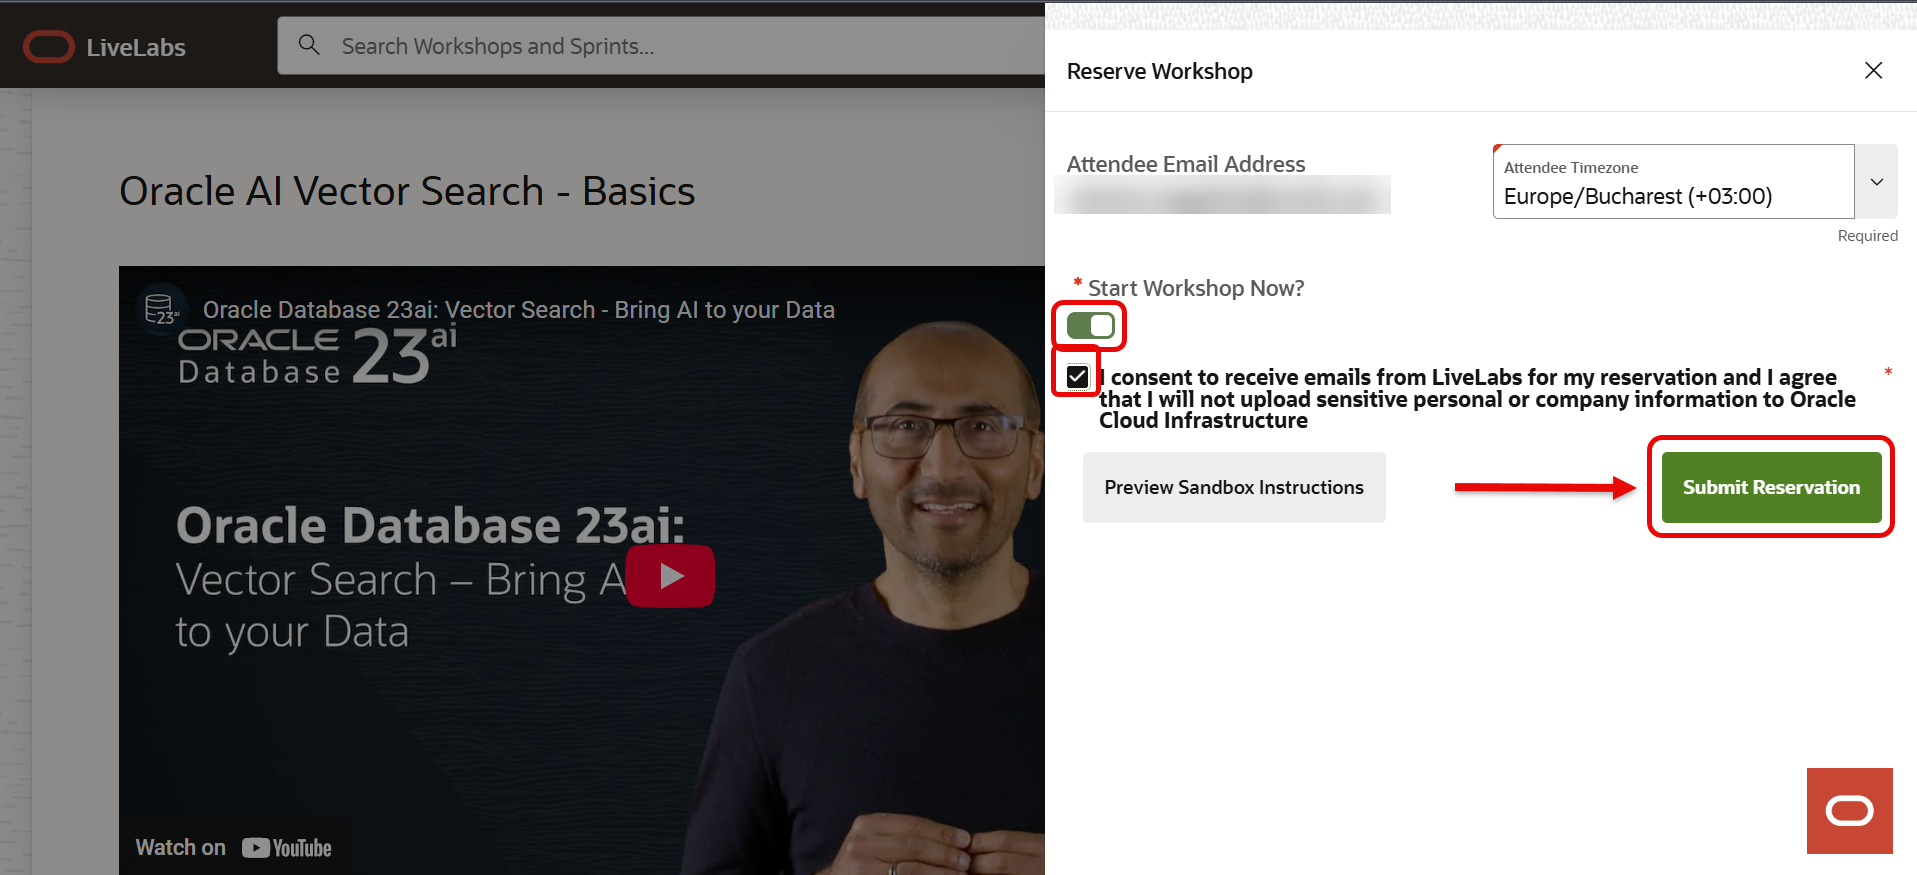 LiveLabs
Search Workshops and Sprints...
Oracle AI Vector Search - Basics
23ai
Oracle Database 23ai: Vector Search - Bring AI to your Data
ORACLE
Database 23ai
Oracle Database 23ai:
Vector Search – Bring A
to your Data
Watch on YouTube
Reserve Workshop
Attendee Email Address
Attendee Timezone
Europe/Bucharest (+03:00)
Required
* Start Workshop Now?
I consent to receive emails from LiveLabs for my reservation and I agree *
that I will not upload sensitive personal or company information to Oracle
Cloud Infrastructure
Preview Sandbox Instructions
Submit Reservation